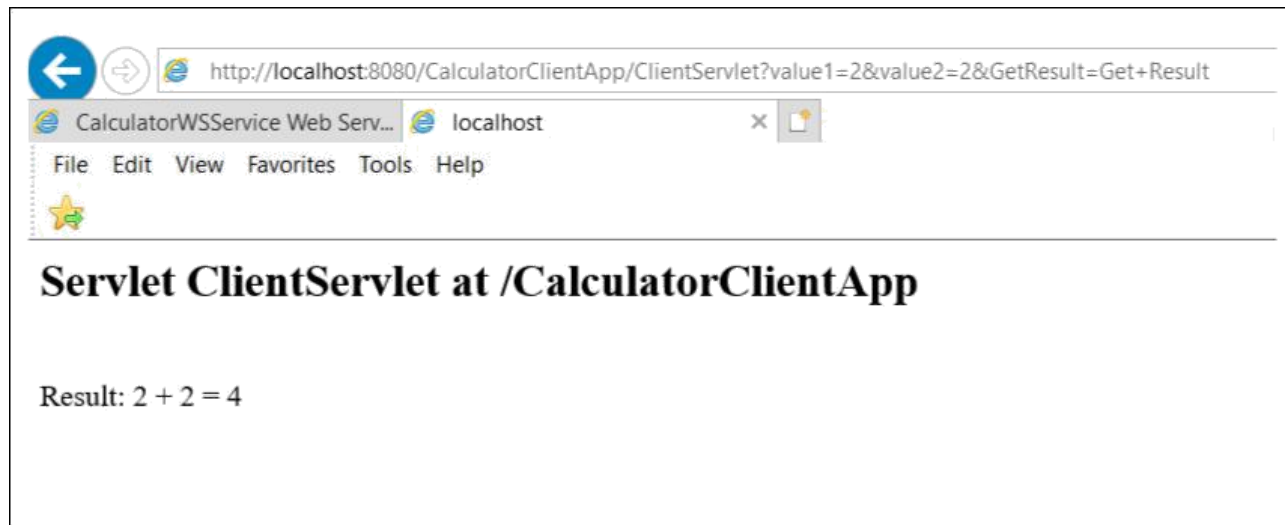 http://localhost:8080/CalculatorClientApp/ClientServlet?value1=2&value2=2&GetResult=Get+Result
CalculatorWSService Web Serv... localhost
File Edit View Favorites Tools Help
Servlet ClientServlet at /CalculatorClientApp
Result: 2 + 2 = 4